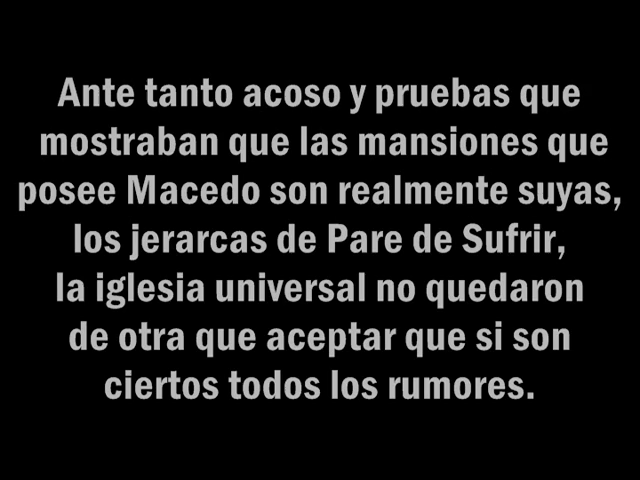 Ante tanto acoso y pruebas que
mostraban que las mansiones que
posee Macedo son realmente suyas,
los jerarcas de Pare de Sufrir,
la iglesia universal no quedaron
de otra que aceptar que si son
ciertos todos los rumores.